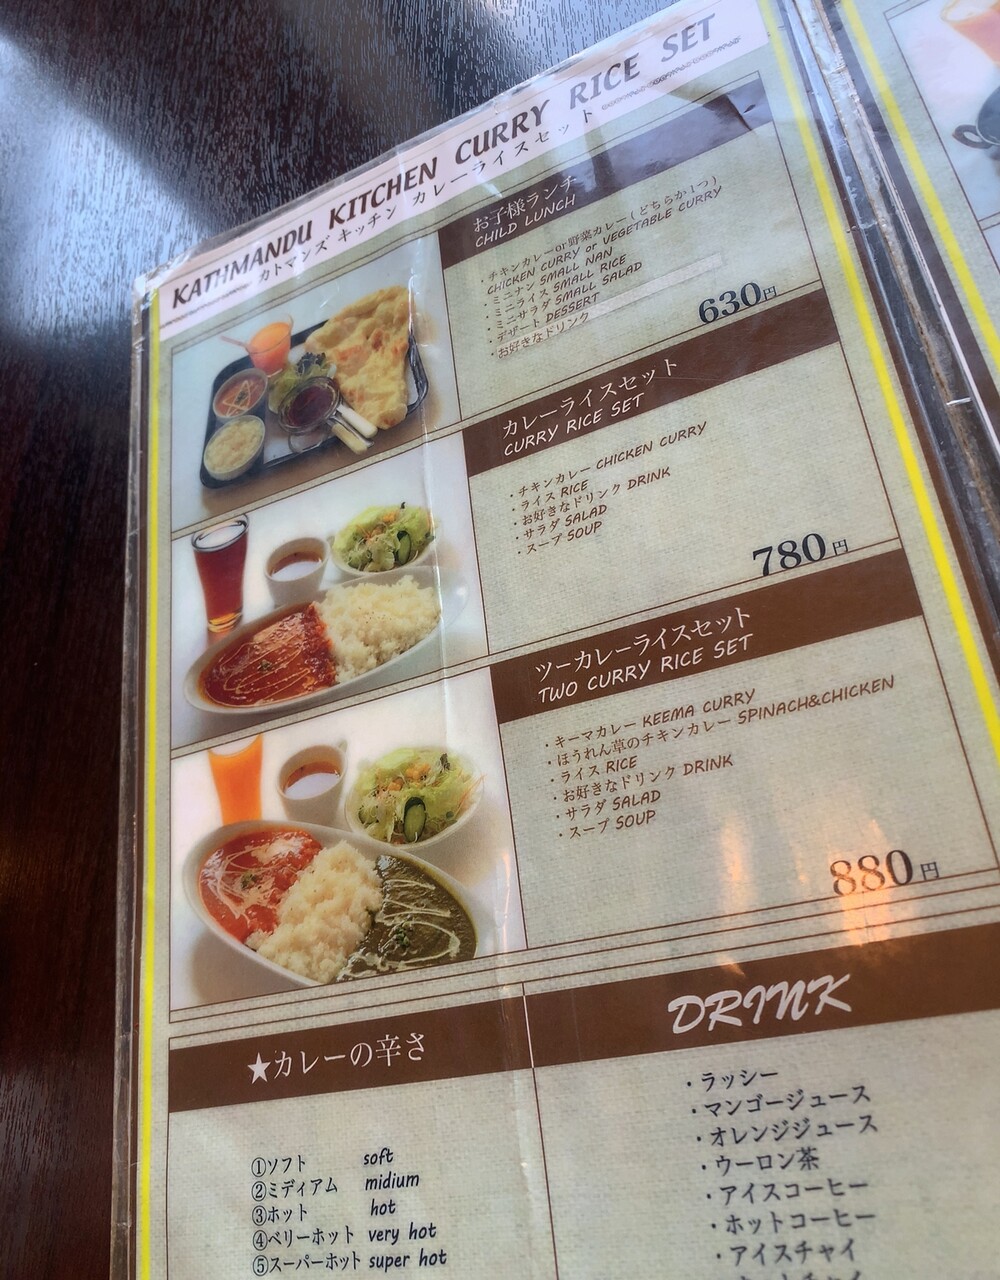 KATHMANDU KITCHEN CURRY RICE SET
カトマンズ キッチン カレーライスセット
お子様ランチ
CHILD LUNCH
・チキンカレーor野菜カレー(どちらか1つ)
CHICKEN CURRY or VEGETABLE CURRY
・ミニナン SMALL NAN
・ミニライス SMALL RICE
・ミニサラダ SMALL SALAD
・デザート DESSERT
・お好きなドリンク
630円
カレーライスセット
CURRY RICE SET
・チキンカレー CHICKEN CURRY
・ライス RICE
・お好きなドリンク DRINK
・サラダ SALAD
・スープ SOUP
780円
ツーカレーライスセット
TWO CURRY RICE SET
・キーマカレー KEEMA CURRY
・ほうれん草のチキンカレー SPINACH&CHICKEN
・ライス RICE
・お好きなドリンク DRINK
・サラダ SALAD
・スープ SOUP
880円
★カレーの辛さ
①ソフト soft
②ミディアム midium
③ホット hot
④ベリーホット very hot
⑤スーパーホット super hot
DRINK
・ラッシー
・マンゴージュース
・オレンジジュース
・ウーロン茶
・アイスコーヒー
・ホットコーヒー
・アイスチャイ